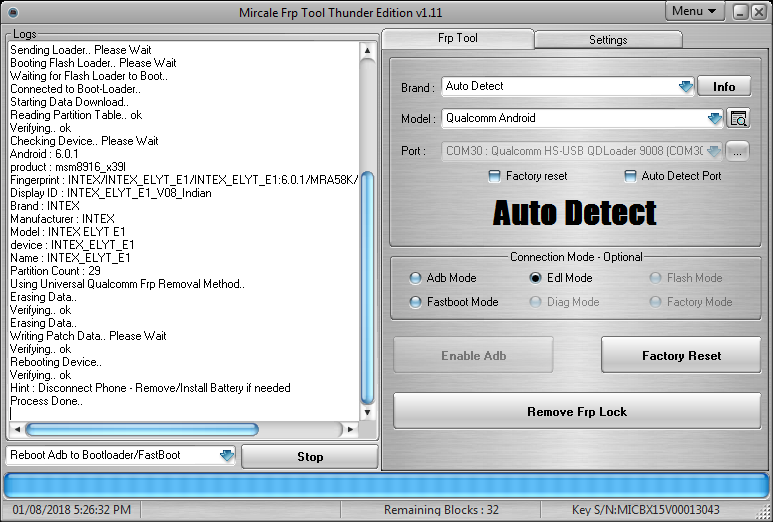 Mircale Frp Tool Thunder Edition v1.11
Menu
Logs
Sending Loader.. Please Wait
Booting Flash Loader.. Please Wait
Waiting for Flash Loader to Boot..
Connected to Boot-Loader..
Starting Data Download..
Reading Partition Table.. ok
Verifying.. ok
Checking Device.. Please Wait
Android : 6.0.1
product : msm8916_x39l
Fingerprint : INTEX/INTEX_ELYT_E1/INTEX_ELYT_E1:6.0.1/MRA58K/
Display ID : INTEX_ELYT_E1_V08_Indian
Brand : INTEX
Manufacturer : INTEX
Model : INTEX ELYT E1
device : INTEX_ELYT_E1
Name : INTEX_ELYT_E1
Partition Count : 29
Using Universal Qualcomm Frp Removal Method..
Erasing Data..
Verifying.. ok
Erasing Data..
Writing Patch Data.. Please Wait
Verifying.. ok
Rebooting Device..
Verifying.. ok
Hint : Disconnect Phone - Remove/Install Battery if needed
Process Done..
Reboot Adb to Bootloader/FastBoot
Stop
Frp Tool
Settings
Brand :
Auto Detect
Info
Model :
Qualcomm Android
Port :
COM30 : Qualcomm HS-USB QDLoader 9008 (COM30
...
Factory reset
Auto Detect Port
Auto Detect
Connection Mode - Optional
Adb Mode
Edl Mode
Flash Mode
Fastboot Mode
Diag Mode
Factory Mode
Enable Adb
Factory Reset
Remove Frp Lock
01/08/2018 5:26:32 PM
Remaining Blocks : 32
Key S/N:MICBX15V00013043